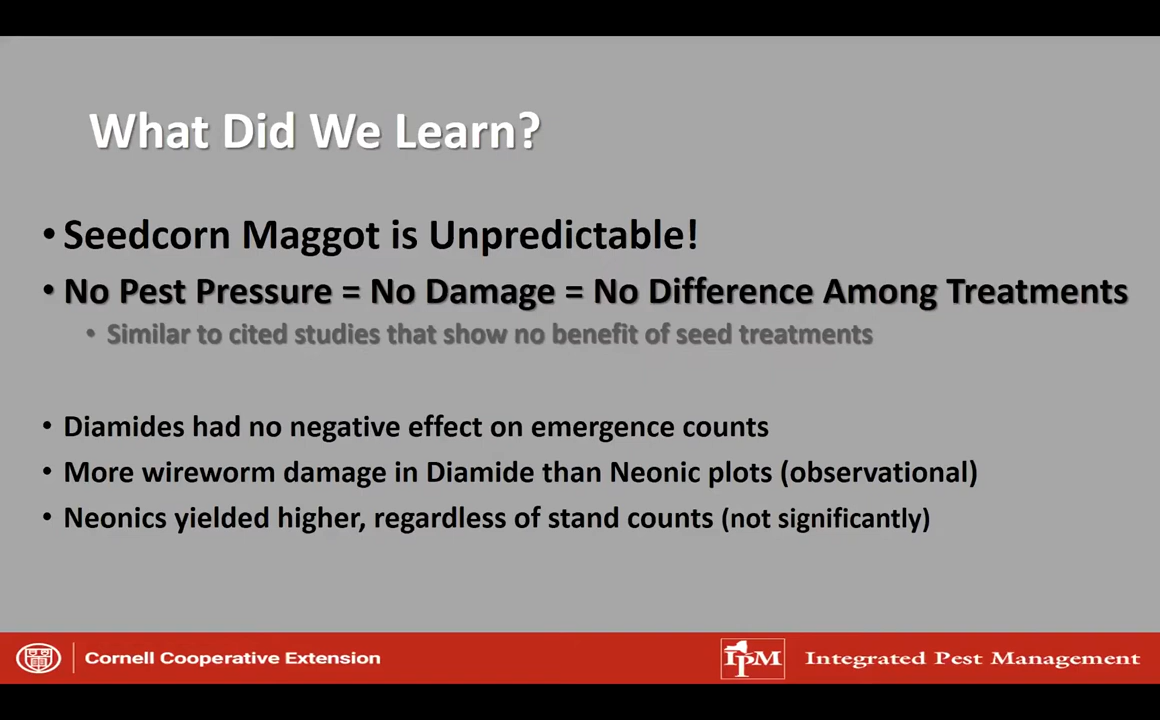 What Did We Learn?
• Seedcorn Maggot is Unpredictable!
• No Pest Pressure = No Damage = No Difference Among Treatments
• Similar to cited studies that show no benefit of seed treatments
• Diamides had no negative effect on emergence counts
• More wireworm damage in Diamide than Neonic plots (observational)
• Neonics yielded higher, regardless of stand counts (not significantly)
Cornell Cooperative Extension
IPM Integrated Pest Management